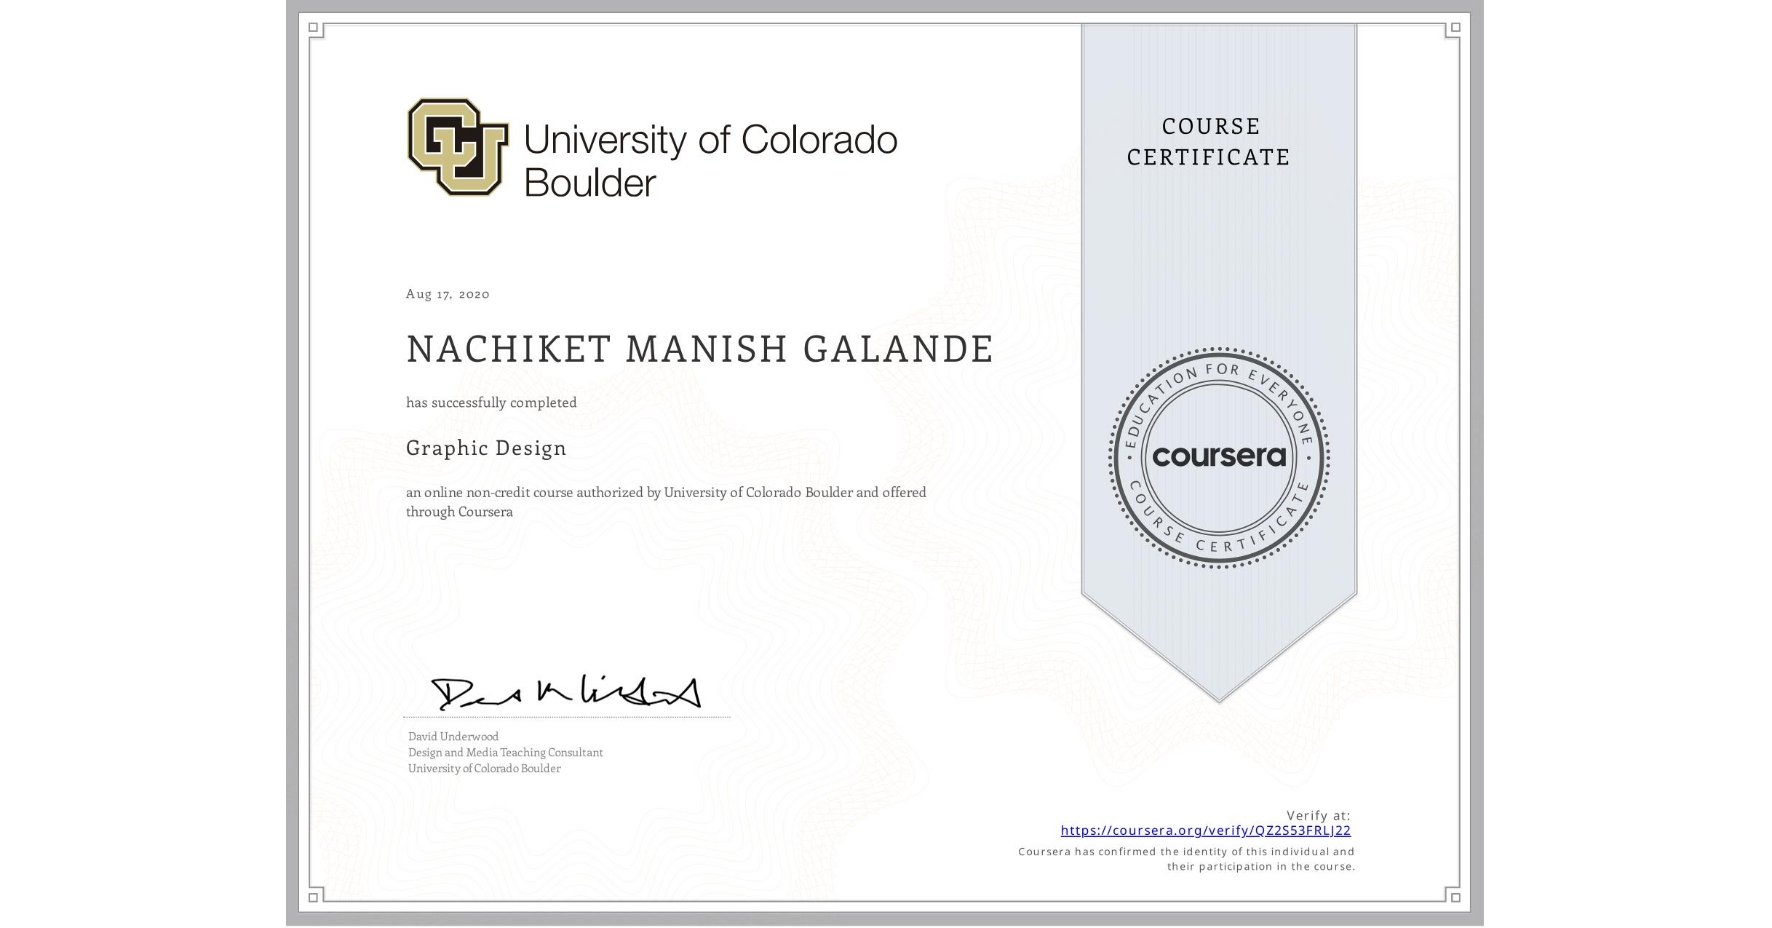 University of Colorado
Boulder
COURSE
CERTIFICATE
Aug 17, 2020
NACHIKET MANISH GALANDE
has successfully completed
Graphic Design
an online non-credit course authorized by University of Colorado Boulder and offered
through Coursera
EDUCATION FOR EVERYONE
coursera
COURSE CERTIFICATE
David Underwood
Design and Media Teaching Consultant
University of Colorado Boulder
Verify at:
https://coursera.org/verify/QZ2S53FRLJ22
Coursera has confirmed the identity of this individual and
their participation in the course.